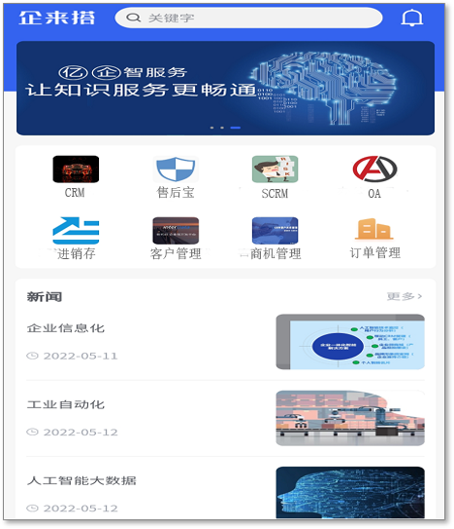 企来搭
关键字
亿企智服务
让知识服务更畅通
CRM
售后宝
SCRM
OA
进销存
客户管理
商机管理
订单管理
新闻
更多>
企业信息化
2022-05-11
工业自动化
2022-05-12
人工智能大数据
2022-05-12